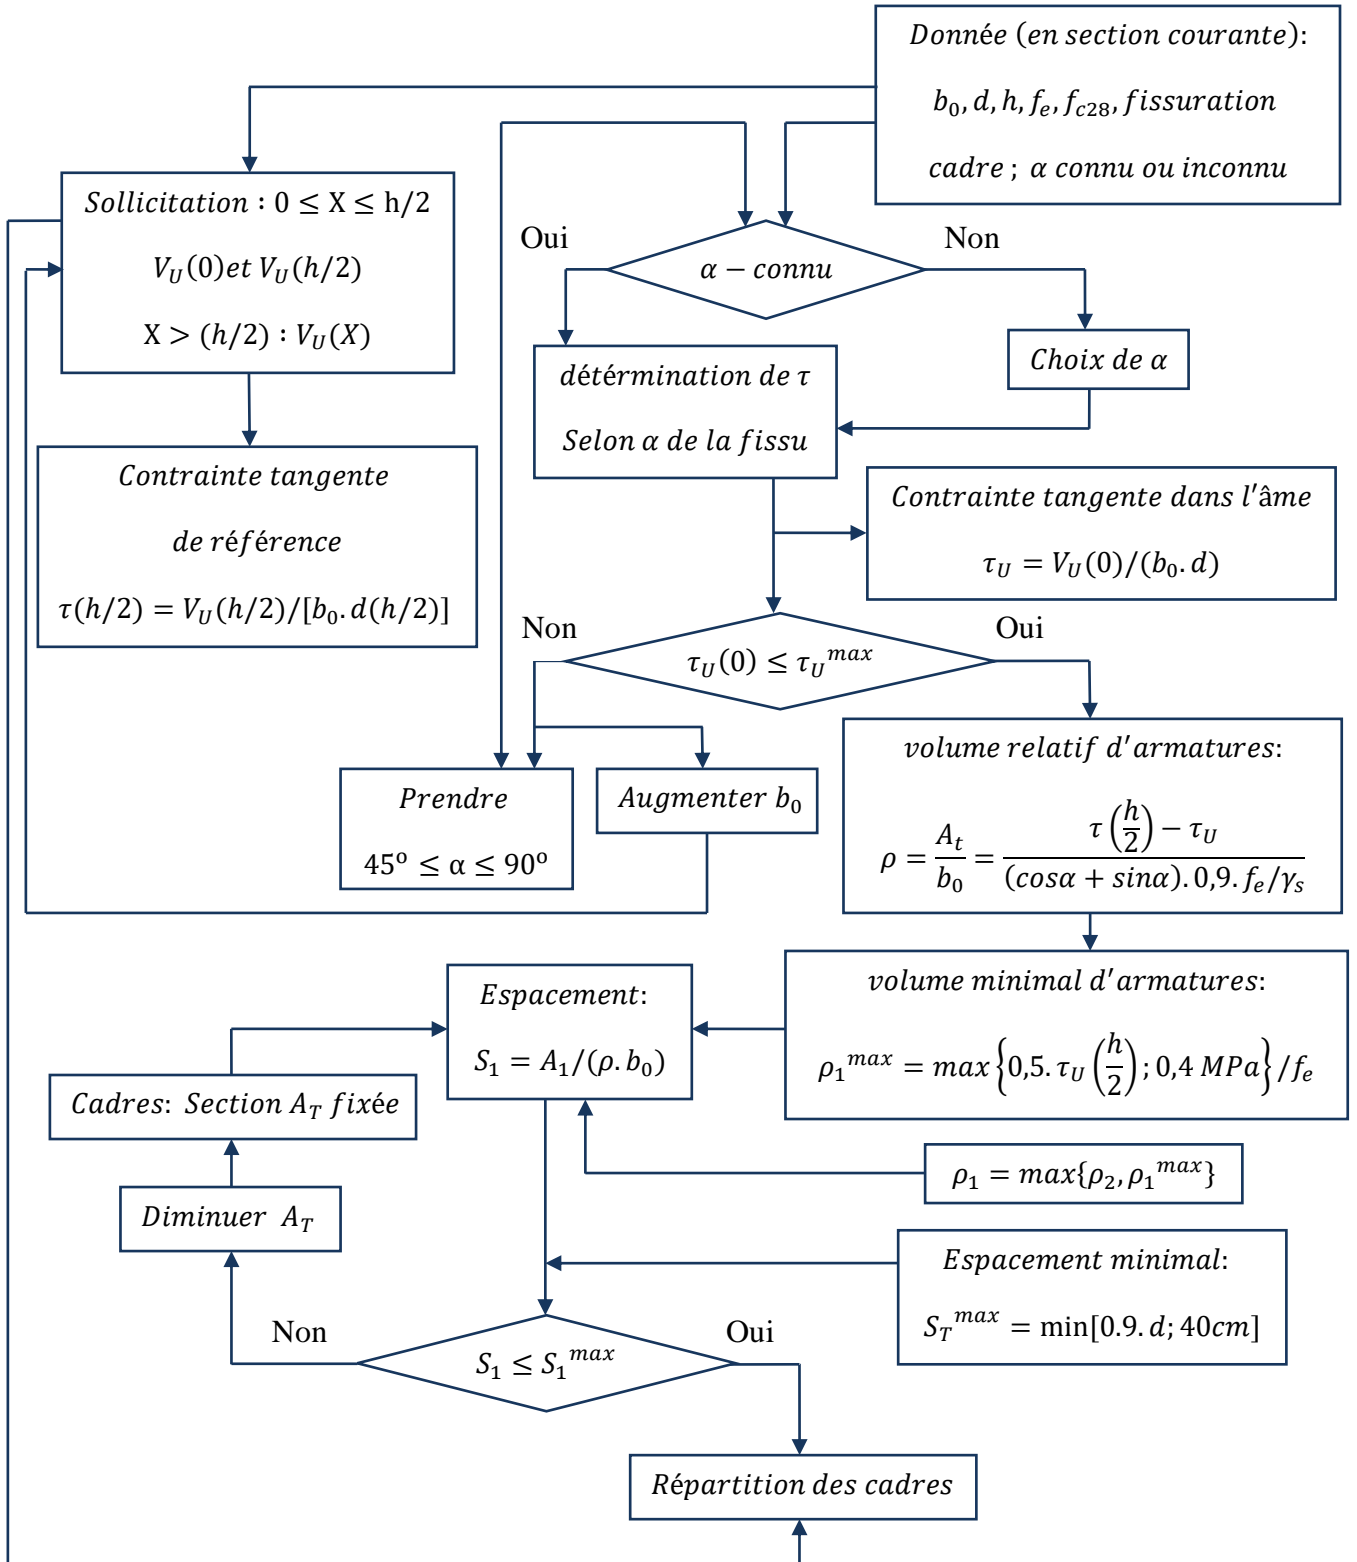 Donnée (en section courante):
b₀, d, h, fₑ, f_c28, fissuration
cadre ; α connu ou inconnu
Sollicitation : 0 ≤ X ≤ h/2
V_U(0)et V_U(h/2)
X > (h/2) : V_U(X)
Oui
Non
α − connu
détérmination de τ
Selon α de la fissu
Choix de α
Contrainte tangente
de référence
τ(h/2) = V_U(h/2)/[b₀. d(h/2)]
Contrainte tangente dans l'âme
τ_U = V_U(0)/(b₀. d)
Non
Oui
τ_U(0) ≤ τ_U^max
Prendre
45º ≤ α ≤ 90º
Augmenter b₀
volume relatif d'armatures:
ρ = A_t/b₀ = (τ(h/2) − τ_U)/((cosα + sinα). 0,9. fₑ/γ_s)
Espacement:
S₁ = A₁/(ρ. b₀)
volume minimal d'armatures:
ρ₁^max = max{0,5. τ_U(h/2) ; 0,4 MPa}/fₑ
Cadres: Section A_T fixée
ρ₁ = max{ρ₂, ρ₁^max}
Diminuer A_T
Espacement minimal:
S_T^max = min[0.9. d; 40cm]
Non
Oui
S₁ ≤ S₁^max
Répartition des cadres